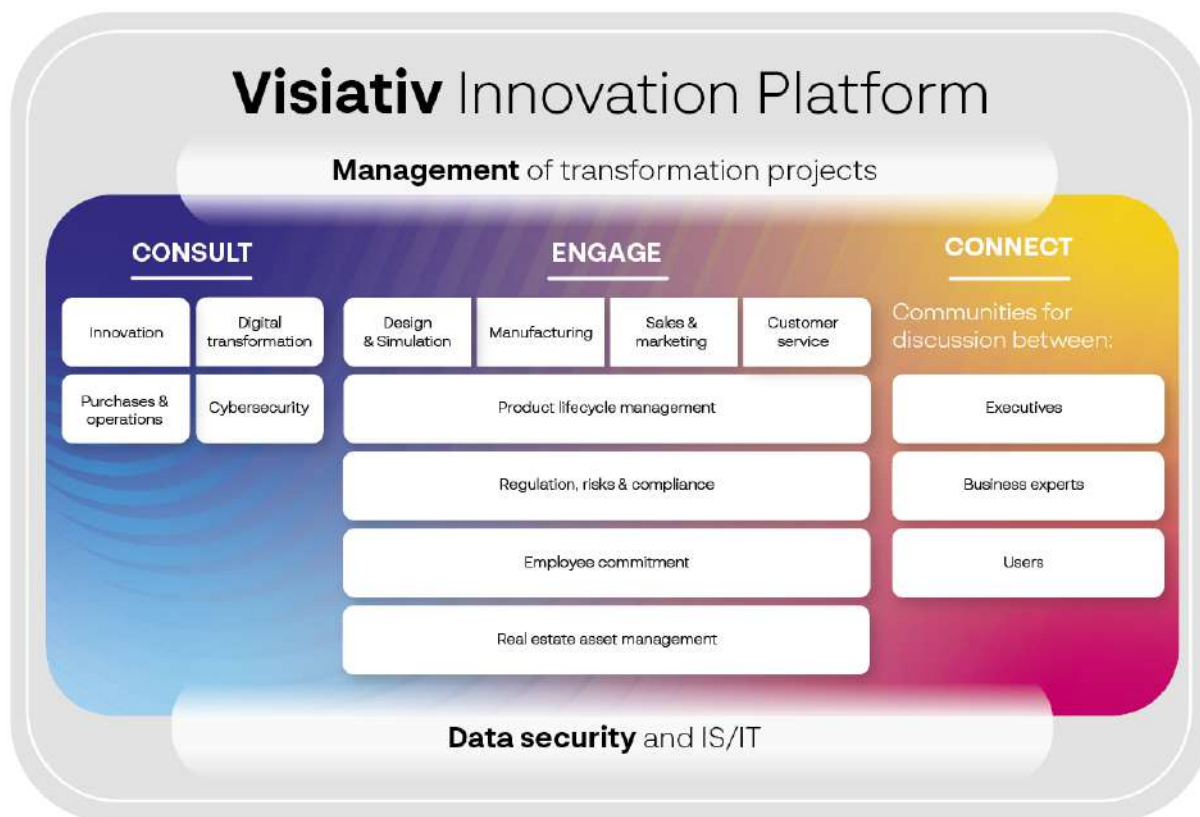 Visiativ Innovation Platform
Management of transformation projects
CONSULT
Innovation
Digital
transformation
Purchases &
operations
Cybersecurity
ENGAGE
Design
& Simulation
Manufacturing
Sales &
marketing
Customer
service
Product lifecycle management
Regulation, risks & compliance
Employee commitment
Real estate asset management
CONNECT
Communities for
discussion between:
Executives
Business experts
Users
Data security and IS/IT